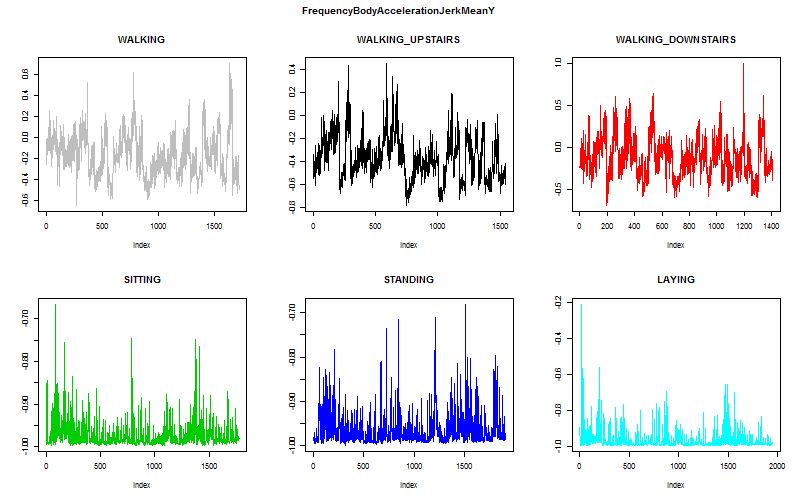 FrequencyBodyAccelerationJerkMeanY
WALKING
WALKING_UPSTAIRS
WALKING_DOWNSTAIRS
0.6
0.4
0.2
0.0
-0.2
-0.4
-0.6
0 500 1000 1500
Index
0.4
0.2
0.0
-0.2
-0.4
-0.6
-0.8
0 500 1000 1500
Index
1.0
0.5
0.0
-0.5
0 200 400 600 800 1000 1200 1400
Index
SITTING
STANDING
LAYING
-0.70
-0.80
-0.90
-1.00
0 500 1000 1500
Index
-0.70
-0.80
-0.90
-1.00
0 500 1000 1500
Index
-0.2
-0.4
-0.6
-0.8
-1.0
0 500 1000 1500 2000
Index